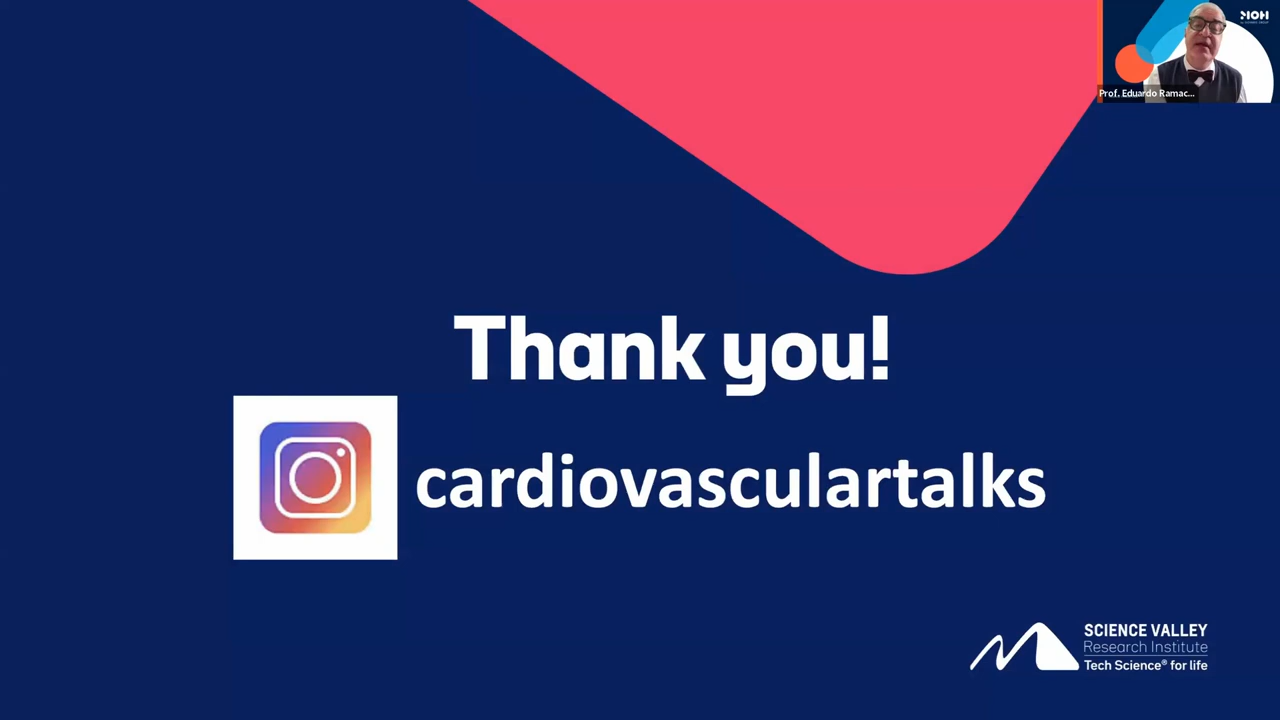 Prof. Eduardo Ramac...
Thank you!
cardiovasculartalks
SCIENCE VALLEY
Research Institute
Tech Science® for life